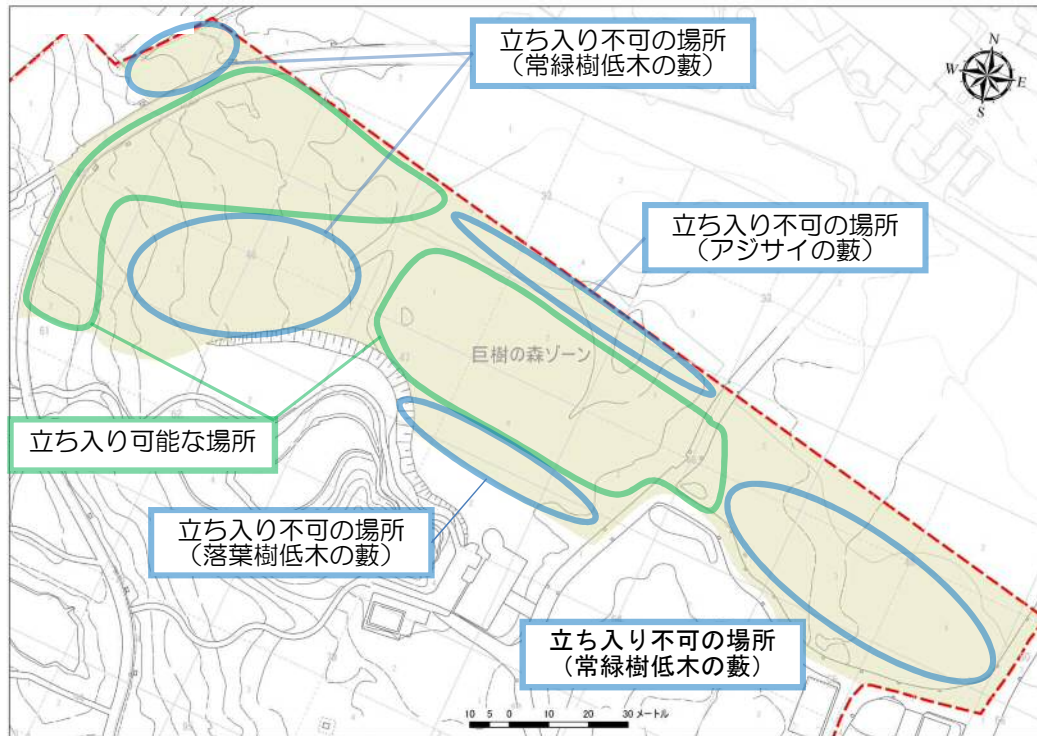 立ち入り不可の場所
（常緑樹低木の藪）
N
W
E
S
立ち入り不可の場所
（アジサイの藪）
巨樹の森ゾーン
立ち入り可能な場所
立ち入り不可の場所
（落葉樹低木の藪）
立ち入り不可の場所
（常緑樹低木の藪）
10 5 0 10 20 30 メートル